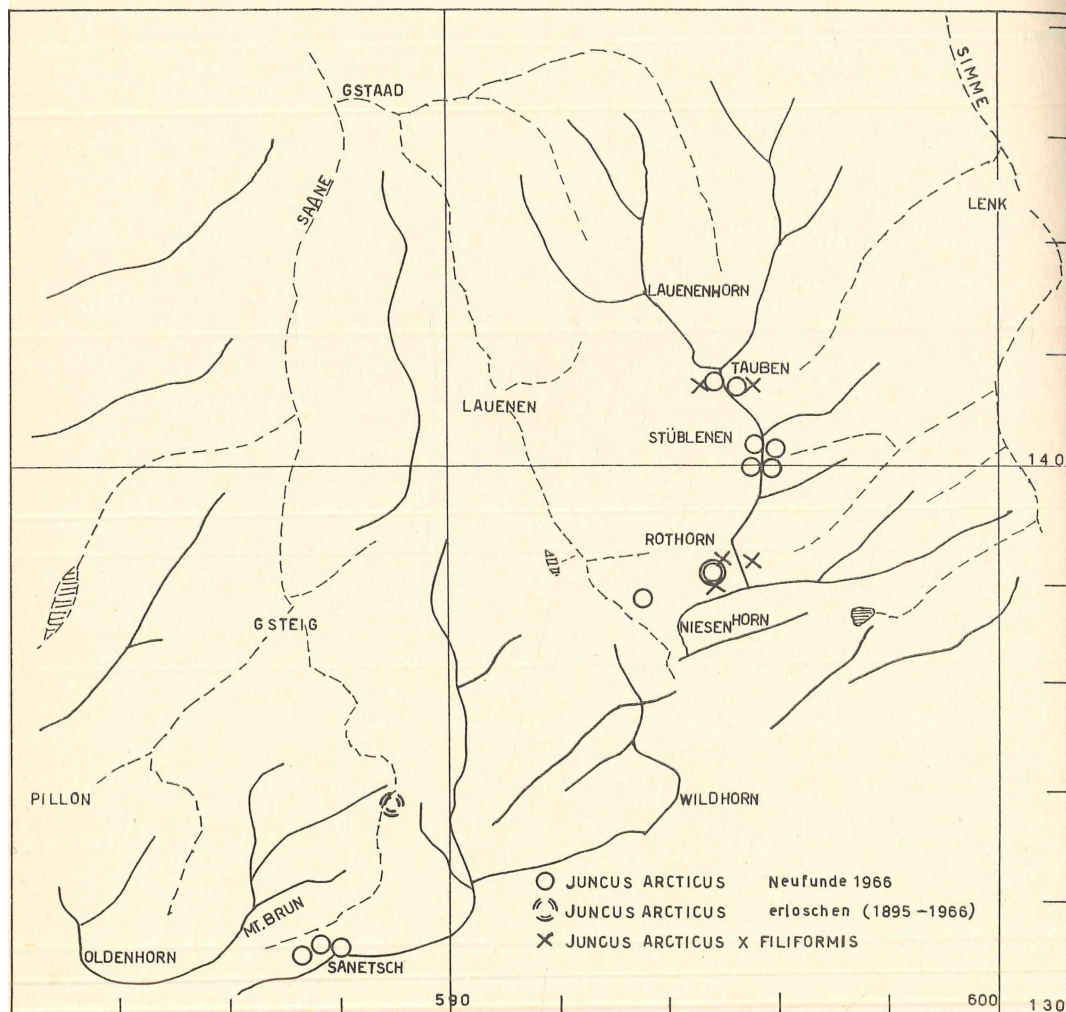 GSTAAD
SIMME
SAANE
LENK
LAUENENHORN
TAUBEN
LAUENEN
STÜBLENEN
140
ROTHORN
GSTEIG
NIESENHORN
PILLON
WILDHORN
JUNCUS ARCTICUS Neufunde 1966
JUNCUS ARCTICUS erloschen (1895-1966)
JUNCUS ARCTICUS X FILIFORMIS
MT. BRUN
OLDENHORN
SANETSCH
590
600
130